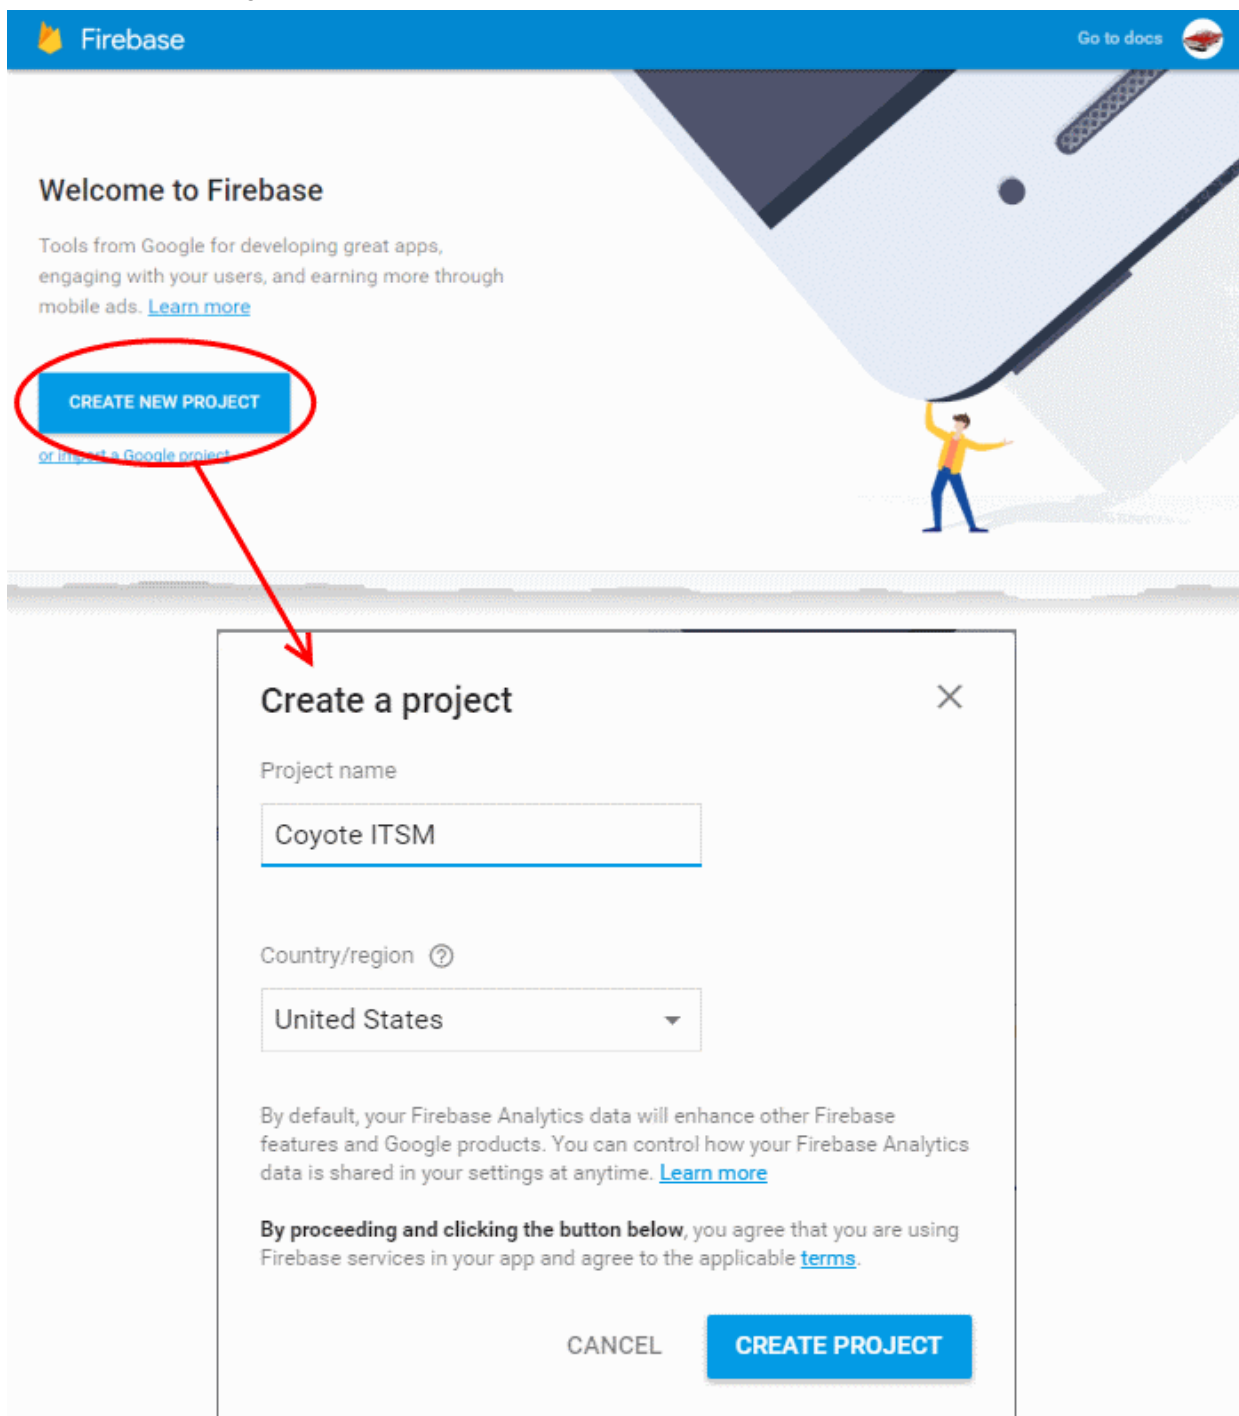 Firebase
Go to docs
Welcome to Firebase
Tools from Google for developing great apps,
engaging with your users, and earning more through
mobile ads. Learn more
CREATE NEW PROJECT
or import a Google project
Create a project
Project name
Coyote ITSM
Country/region
United States
By default, your Firebase Analytics data will enhance other Firebase
features and Google products. You can control how your Firebase Analytics
data is shared in your settings at anytime. Learn more
By proceeding and clicking the button below, you agree that you are using
Firebase services in your app and agree to the applicable terms.
CANCEL
CREATE PROJECT